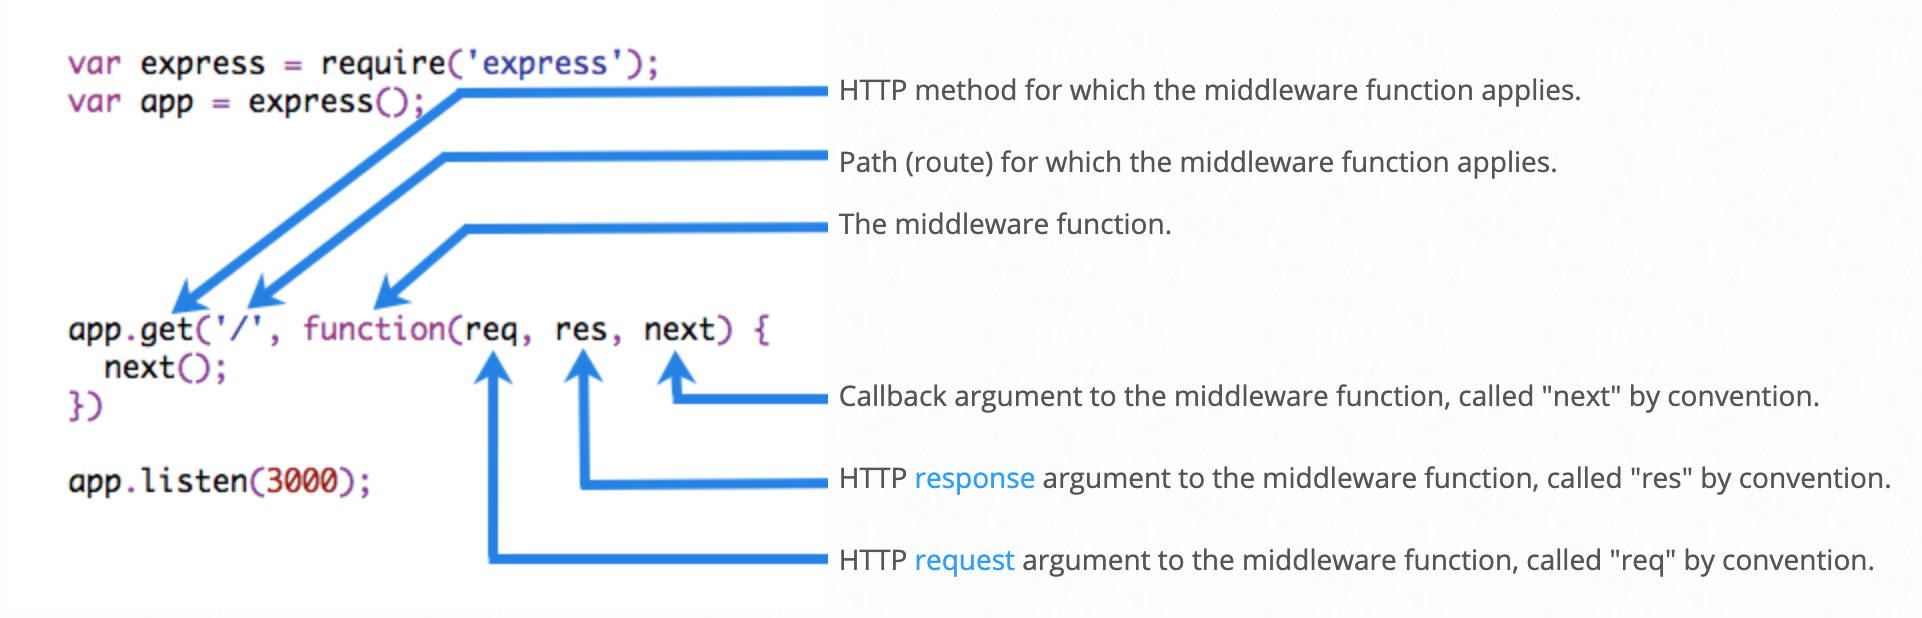 var express = require('express');
var app = express();
HTTP method for which the middleware function applies.
Path (route) for which the middleware function applies.
The middleware function.
app.get('/', function(req, res, next) {
  next();
})
Callback argument to the middleware function, called "next" by convention.
app.listen(3000);
HTTP response argument to the middleware function, called "res" by convention.
HTTP request argument to the middleware function, called "req" by convention.